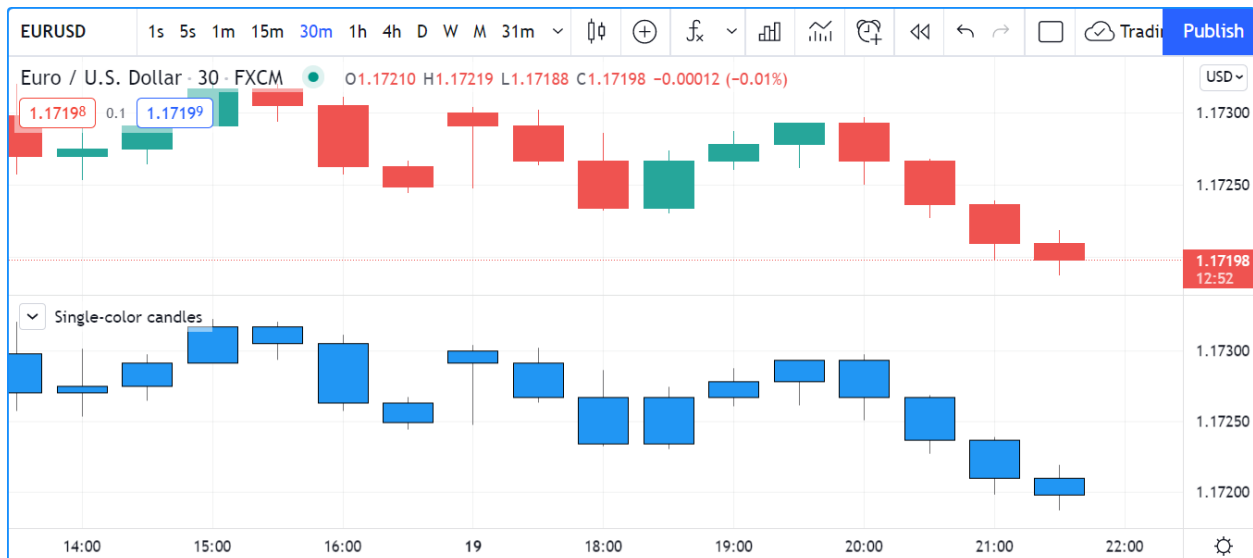 EURUSD 1s 5s 1m 15m 30m 1h 4h D W M 31m fx Tradin Publish
Euro / U.S. Dollar · 30 · FXCM O1.17210 H1.17219 L1.17188 C1.17198 −0.00012 (−0.01%) USD
1.17198 0.1 1.17199 1.17300
1.17250
1.17198
12:52
Single-color candles
1.17300
1.17250
1.17200
14:00 15:00 16:00 19 18:00 19:00 20:00 21:00 22:00